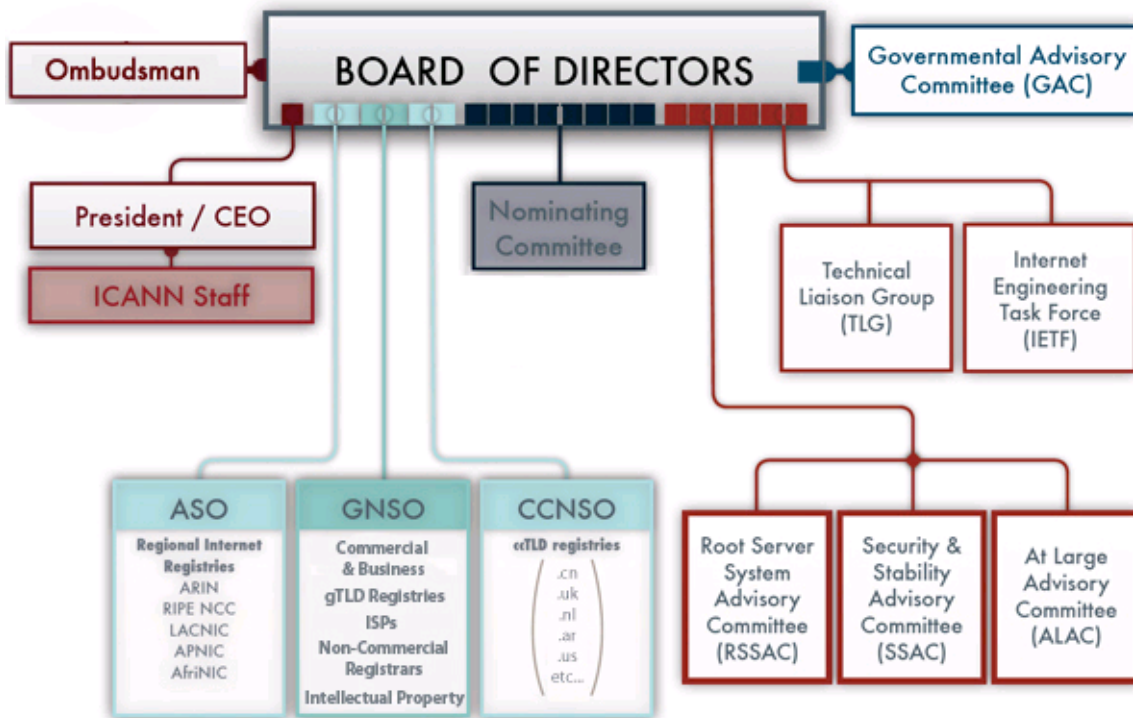 Ombudsman
BOARD OF DIRECTORS
Governmental Advisory
Committee (GAC)
President / CEO
ICANN Staff
Nominating
Committee
Technical
Liaison Group
(TLG)
Internet
Engineering
Task Force
(IETF)
ASO
Regional Internet
Registries
ARIN
RIPE NCC
LACNIC
APNIC
AfriNIC
GNSO
Commercial
& Business
gTLD Registries
ISPs
Non-Commercial
Registrars
Intellectual Property
CCNSO
ccTLD registries
.cn
.uk
.nl
.ar
.us
etc...
Root Server
System
Advisory
Committee
(RSSAC)
Security &
Stability
Advisory
Committee
(SSAC)
At Large
Advisory
Committee
(ALAC)